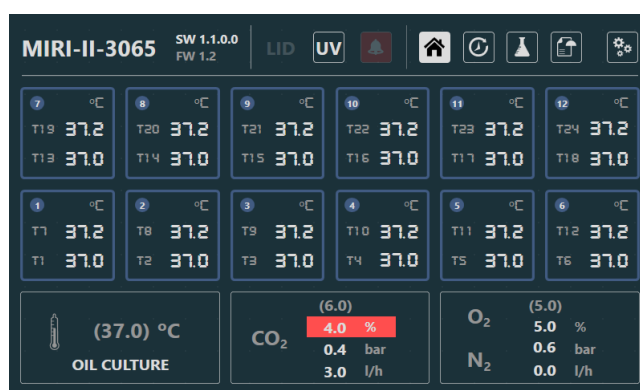 MIRI-II-3065 SW 1.1.0.0 LID UV
FW 1.2
7 °C 8 °C 9 °C 10 °C 11 °C 12 °C
T19 37.2 T20 37.2 T21 37.2 T22 37.2 T23 37.2 T24 37.2
T13 37.0 T14 37.0 T15 37.0 T16 37.0 T17 37.0 T18 37.0
1 °C 2 °C 3 °C 4 °C 5 °C 6 °C
T7 37.2 T8 37.2 T9 37.2 T10 37.2 T11 37.2 T12 37.2
T1 37.0 T2 37.0 T3 37.0 T4 37.0 T5 37.0 T6 37.0
(37.0) °C
OIL CULTURE
CO₂
(6.0)
4.0 %
0.4 bar
3.0 l/h
O₂
N₂
(5.0)
5.0 %
0.6 bar
0.0 l/h